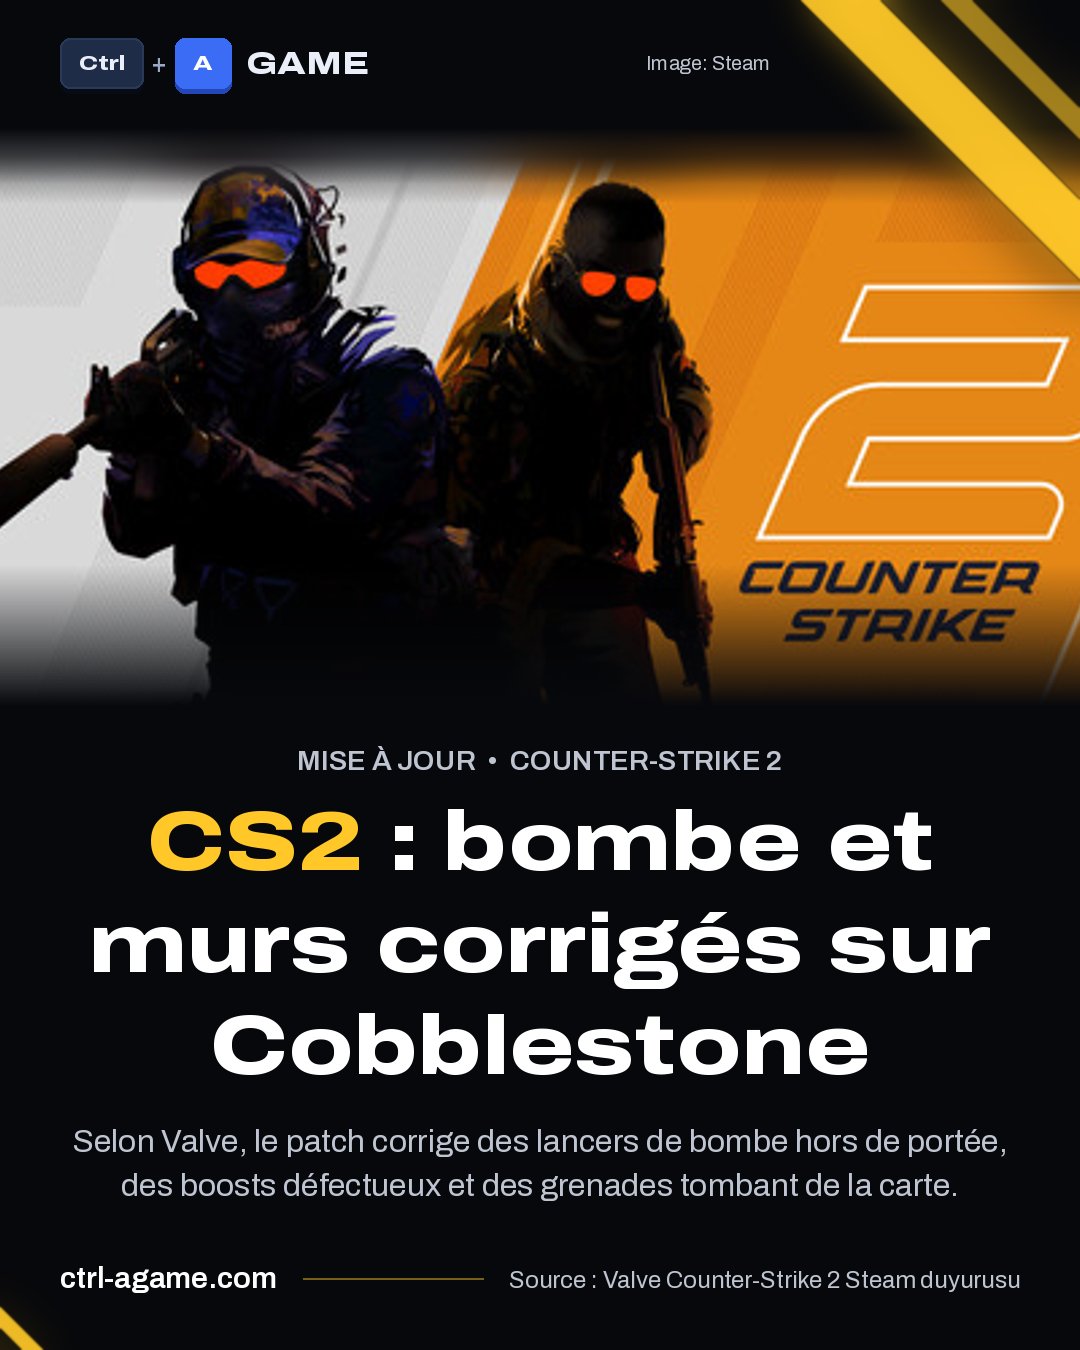 Ctrl + A GAME
Image: Steam
2
COUNTER
STRIKE
MISE À JOUR • COUNTER-STRIKE 2
CS2 : bombe et
murs corrigés sur
Cobblestone
Selon Valve, le patch corrige des lancers de bombe hors de portée,
des boosts défectueux et des grenades tombant de la carte.
ctrl-agame.com
Source : Valve Counter-Strike 2 Steam duyurusu